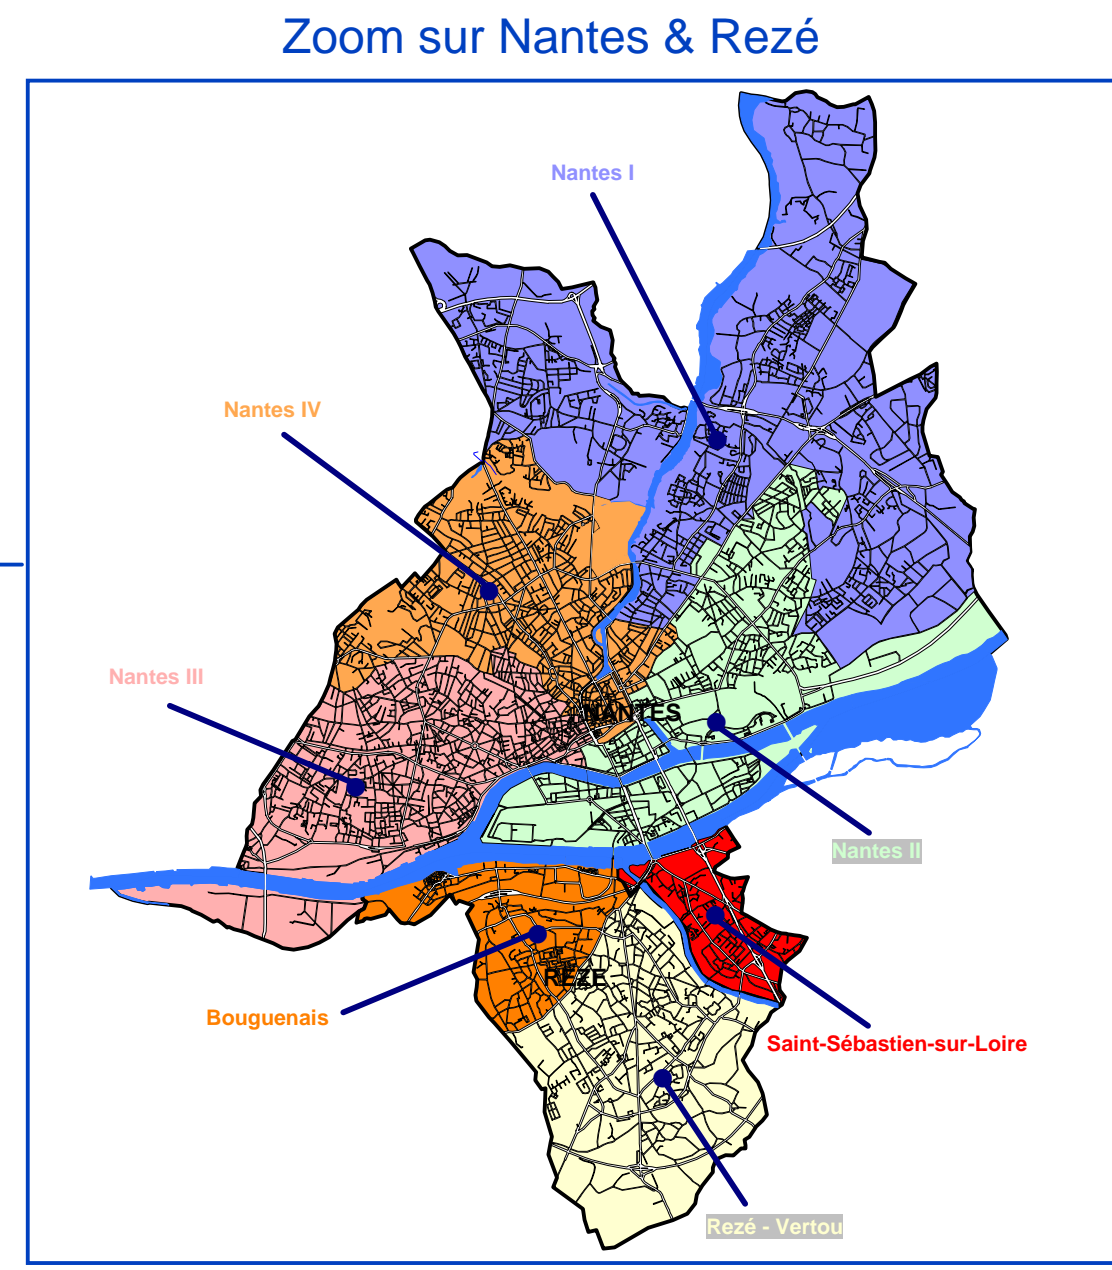 Zoom sur Nantes & Rezé
Nantes I
Nantes IV
Nantes III
NANTES
Nantes II
REZE
Bouguenais
Saint-Sébastien-sur-Loire
Rezé - Vertou